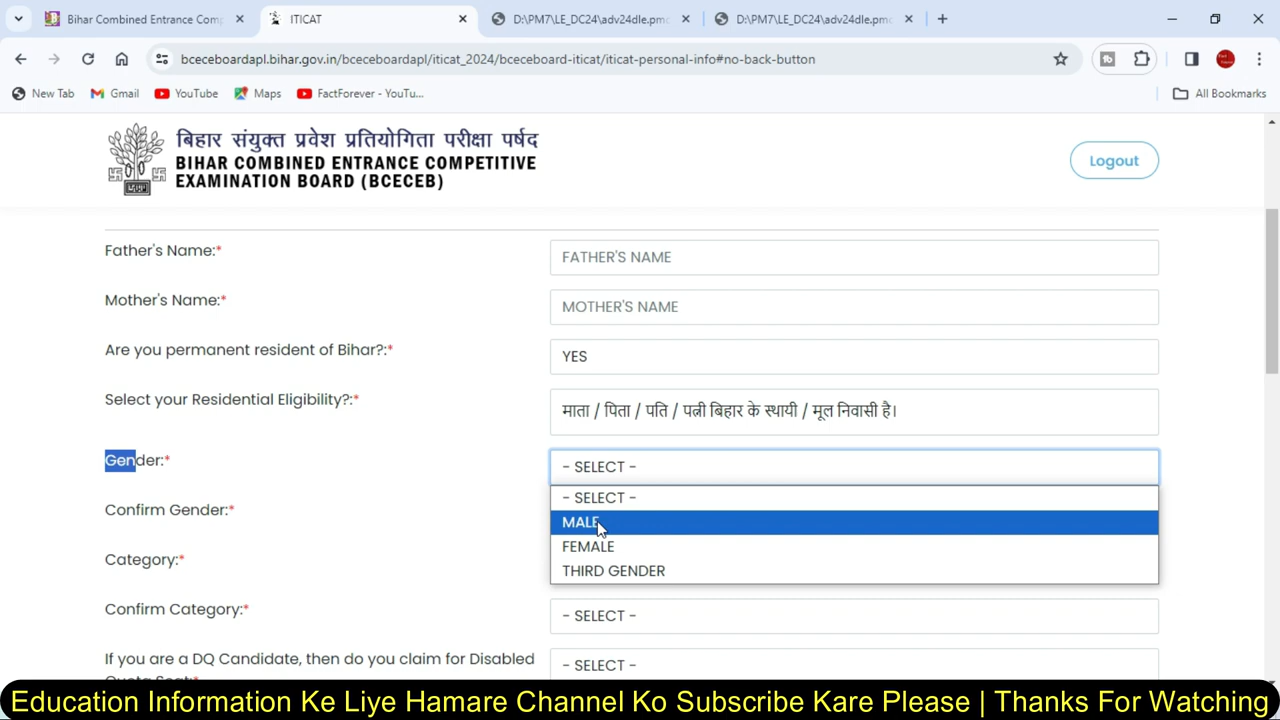 Bihar Combined Entrance Comp
ITICAT
D:\PM7\LE_DC24\adv24dle.pmc
D:\PM7\LE_DC24\adv24dle.pmc
bceceboardapl.bihar.gov.in/bceceboardapl/iticat_2024/bceceboard-iticat/iticat-personal-info#no-back-button
New Tab
Gmail
YouTube
Maps
FactForever - YouTu...
All Bookmarks
बिहार संयुक्त प्रवेश प्रतियोगिता परीक्षा पर्षद
BIHAR COMBINED ENTRANCE COMPETITIVE
EXAMINATION BOARD (BCECEB)
Logout
Father's Name:*
FATHER'S NAME
Mother's Name:*
MOTHER'S NAME
Are you permanent resident of Bihar?:*
YES
Select your Residential Eligibility?:*
माता / पिता / पति / पत्नी बिहार के स्थायी / मूल निवासी है।
Gender:*
- SELECT -
- SELECT -
MALE
FEMALE
THIRD GENDER
Confirm Gender:*
Category:*
Confirm Category:*
- SELECT -
If you are a DQ Candidate, then do you claim for Disabled
Quota Seat:*
- SELECT -
Education Information Ke Liye Hamare Channel Ko Subscribe Kare Please | Thanks For Watching